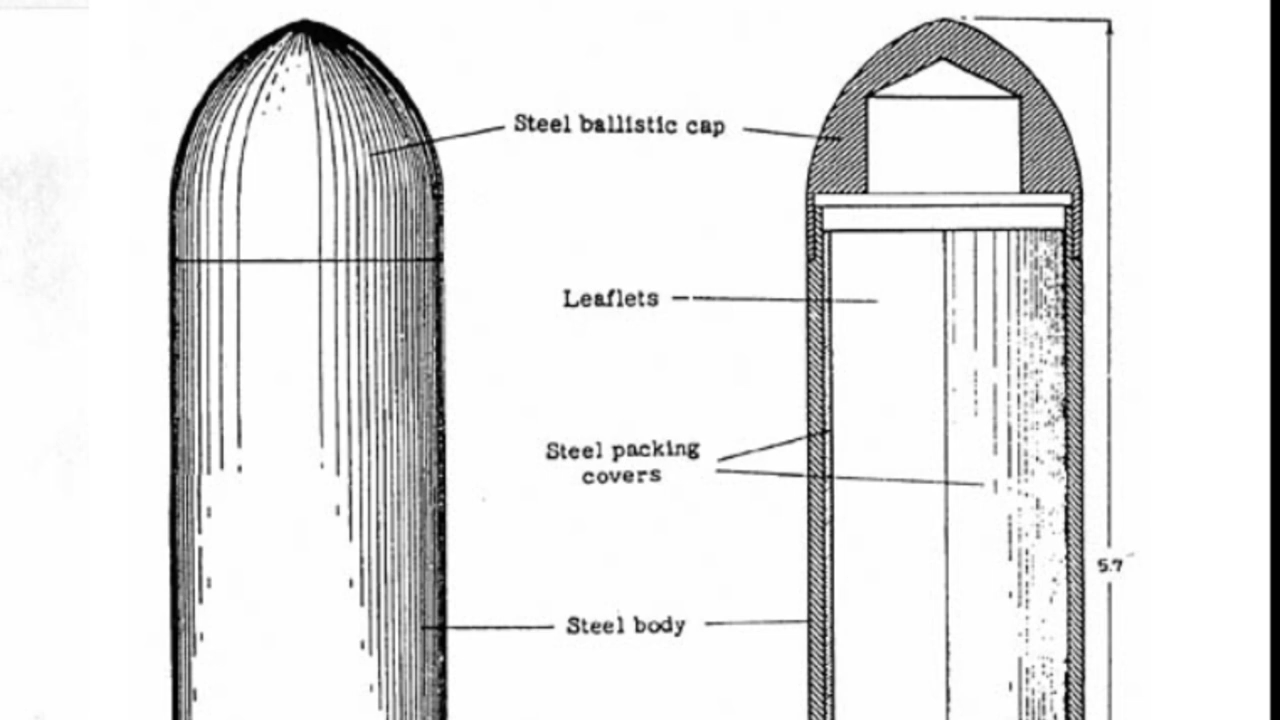 Steel ballistic cap
Leaflets
Steel packing
covers
5.7
Steel body